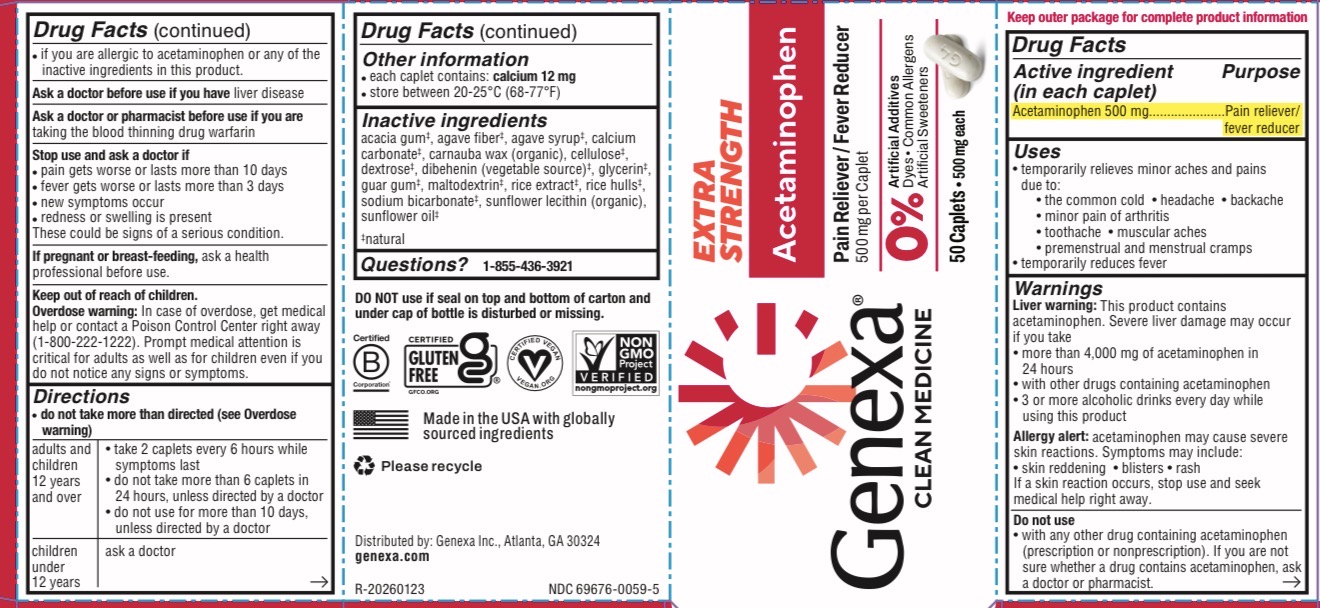 Drug Facts (continued)
• if you are allergic to acetaminophen or any of the
inactive ingredients in this product.
Ask a doctor before use if you have liver disease
Ask a doctor or pharmacist before use if you are
taking the blood thinning drug warfarin
Stop use and ask a doctor if
• pain gets worse or lasts more than 10 days
• fever gets worse or lasts more than 3 days
• new symptoms occur
• redness or swelling is present
These could be signs of a serious condition.
If pregnant or breast-feeding, ask a health
professional before use.
Keep out of reach of children.
Overdose warning: In case of overdose, get medical
help or contact a Poison Control Center right away
(1-800-222-1222). Prompt medical attention is
critical for adults as well as for children even if you
do not notice any signs or symptoms.
Directions
• do not take more than directed (see Overdose
warning)
adults and
children
12 years
and over
• take 2 caplets every 6 hours while
symptoms last
• do not take more than 6 caplets in
24 hours, unless directed by a doctor
• do not use for more than 10 days,
unless directed by a doctor
children
under
12 years
ask a doctor
→
Drug Facts (continued)
Other information
• each caplet contains: calcium 12 mg
• store between 20-25°C (68-77°F)
Inactive ingredients
acacia gum‡, agave fiber‡, agave syrup‡, calcium
carbonate‡, carnauba wax (organic), cellulose‡,
dextrose‡, dibehenin (vegetable source)‡, glycerin‡,
guar gum‡, maltodextrin‡, rice extract‡, rice hulls‡,
sodium bicarbonate‡, sunflower lecithin (organic),
sunflower oil‡
‡natural
Questions? 1-855-436-3921
DO NOT use if seal on top and bottom of carton and
under cap of bottle is disturbed or missing.
Certified
B
Corporation
CERTIFIED
GLUTEN
FREE
g
®
GFCO.ORG
CERTIFIED VEGAN
V
VEGAN.ORG
NON
GMO
Project
VERIFIED
nongmoproject.org
Made in the USA with globally
sourced ingredients
Please recycle
Distributed by: Genexa Inc., Atlanta, GA 30324
genexa.com
R-20260123 NDC 69676-0059-5
EXTRA
STRENGTH
Acetaminophen
Pain Reliever / Fever Reducer
500 mg per Caplet
0%
Artificial Additives
Dyes • Common Allergens
Artificial Sweeteners
50 Caplets • 500 mg each
G
Genexa®
CLEAN MEDICINE
Keep outer package for complete product information
Drug Facts
Active ingredient Purpose
(in each caplet)
Acetaminophen 500 mg.....................Pain reliever/
fever reducer
Uses
• temporarily relieves minor aches and pains
due to:
• the common cold • headache • backache
• minor pain of arthritis
• toothache • muscular aches
• premenstrual and menstrual cramps
• temporarily reduces fever
Warnings
Liver warning: This product contains
acetaminophen. Severe liver damage may occur
if you take
• more than 4,000 mg of acetaminophen in
24 hours
• with other drugs containing acetaminophen
• 3 or more alcoholic drinks every day while
using this product
Allergy alert: acetaminophen may cause severe
skin reactions. Symptoms may include:
• skin reddening • blisters • rash
If a skin reaction occurs, stop use and seek
medical help right away.
Do not use
• with any other drug containing acetaminophen
(prescription or nonprescription). If you are not
sure whether a drug contains acetaminophen, ask
a doctor or pharmacist.
→